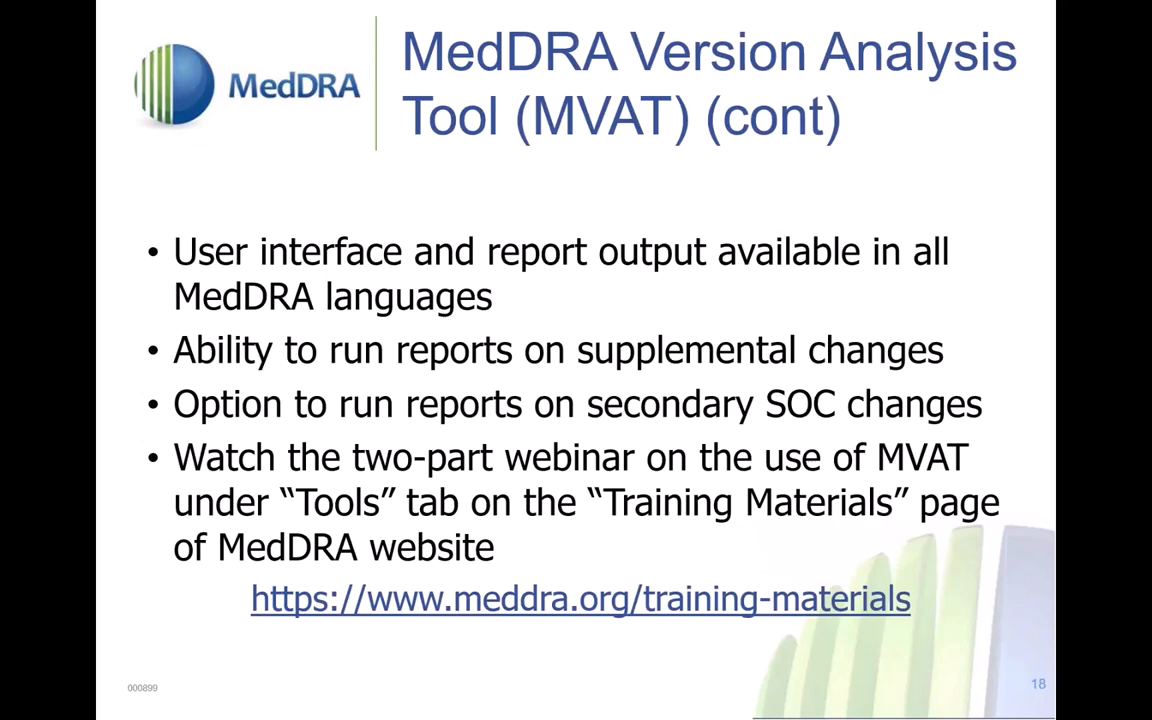 MedDRA
MedDRA Version Analysis
Tool (MVAT) (cont)
• User interface and report output available in all
MedDRA languages
• Ability to run reports on supplemental changes
• Option to run reports on secondary SOC changes
• Watch the two-part webinar on the use of MVAT
under “Tools” tab on the “Training Materials” page
of MedDRA website
https://www.meddra.org/training-materials
000899
18